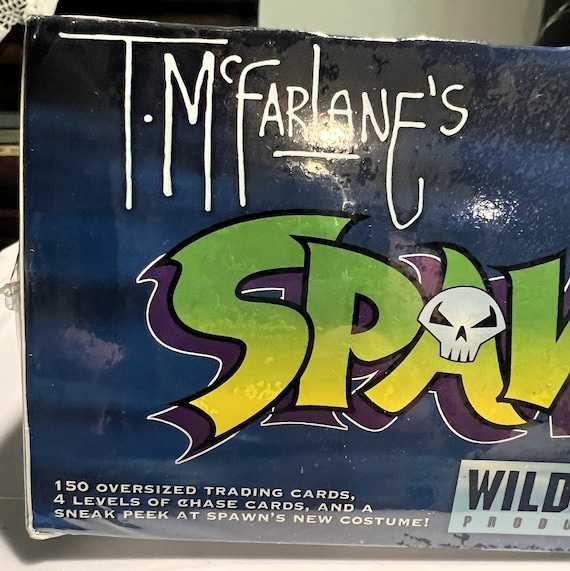 T.McFARLANE'S
SPAW
150 OVERSIZED TRADING CARDS,
4 LEVELS OF CHASE CARDS, AND A
SNEAK PEEK AT SPAWN'S NEW COSTUME!
WILD
PRODU